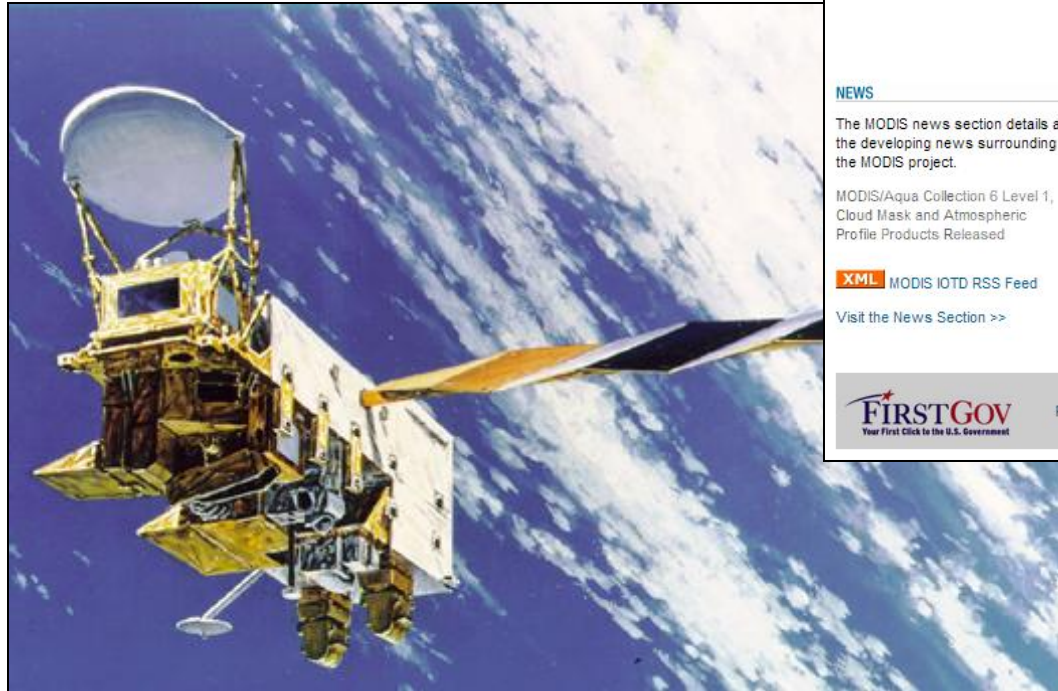 NEWS
The MODIS news section details a
the developing news surrounding
the MODIS project.
MODIS/Aqua Collection 6 Level 1,
Cloud Mask and Atmospheric
Profile Products Released
XML MODIS IOTD RSS Feed
Visit the News Section >>
FIRSTGOV
Your First Click to the U.S. Government